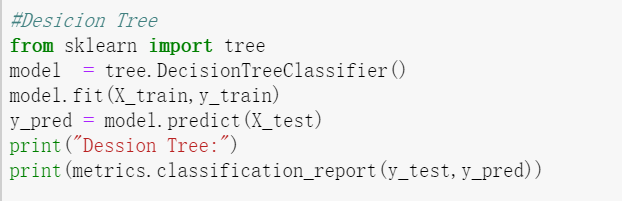 #Desicion Tree
from sklearn import tree
model  = tree.DecisionTreeClassifier()
model.fit(X_train,y_train)
y_pred = model.predict(X_test)
print("Dession Tree:")
print(metrics.classification_report(y_test,y_pred))